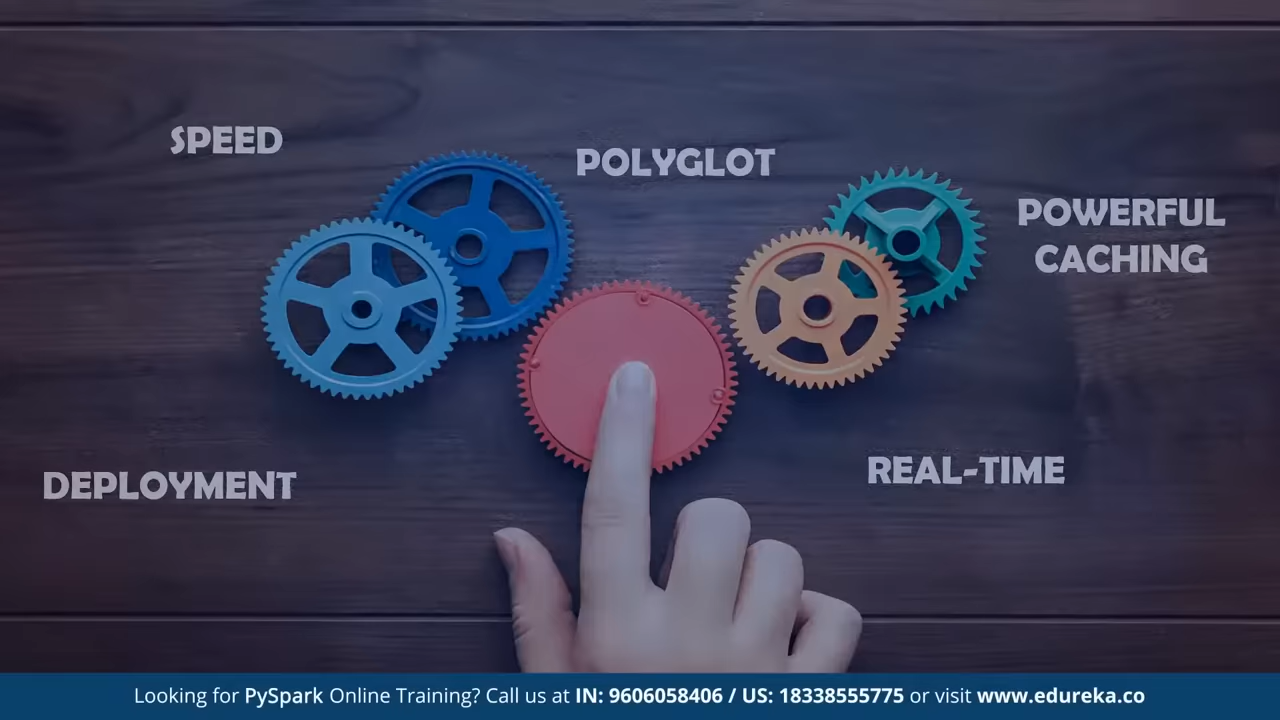 SPEED
POLYGLOT
POWERFUL
CACHING
DEPLOYMENT
REAL-TIME
Looking for PySpark Online Training? Call us at IN: 9606058406 / US: 18338555775 or visit www.edureka.co